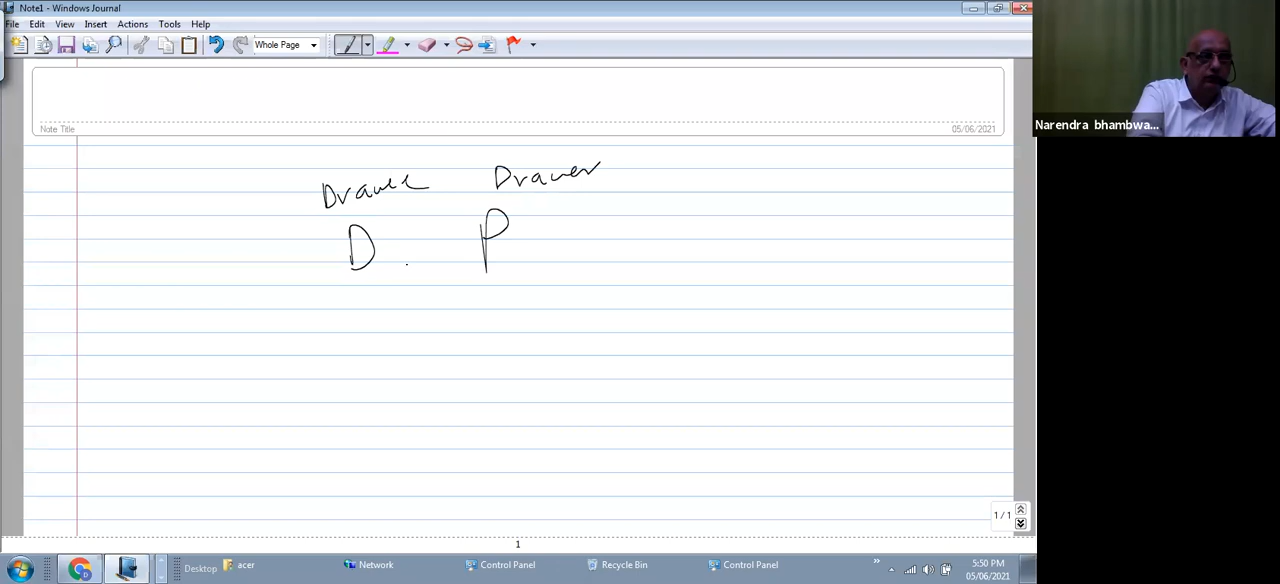 Note1 - Windows Journal
File Edit View Insert Actions Tools Help
Whole Page
Narendra bhambwa...
Note Title 05/06/2021
Drawee Drawer
D P
1 / 1
1
Desktop acer Network Control Panel Recycle Bin Control Panel » 5:50 PM
05/06/2021